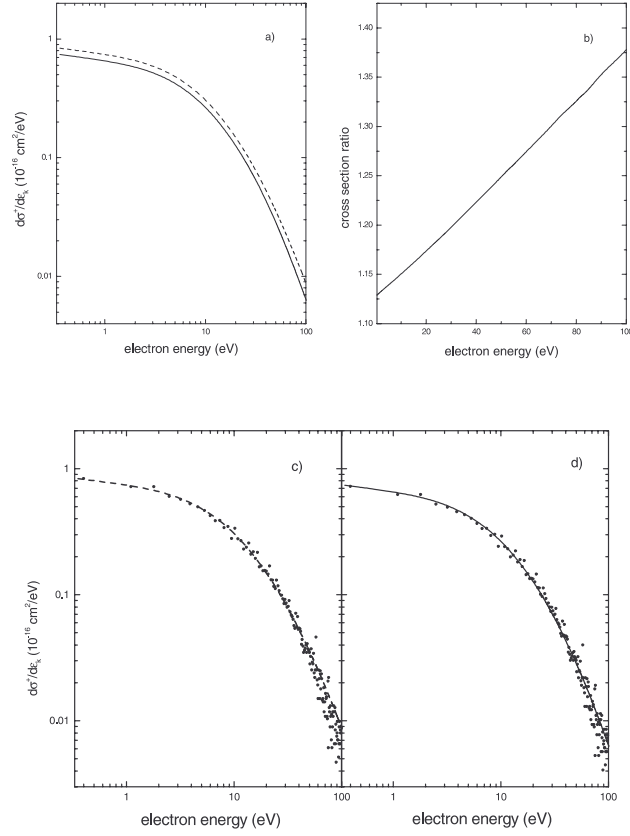 a)
1
0.1
0,01
1
10
100
electron energy (eV)
dσ⁺/dε_k (10⁻¹⁶ cm²/eV)
b)
1.40
1.35
1.30
1.25
1.20
1.15
1.10
20
40
60
80
100
electron energy (eV)
cross section ratio
c)
d)
1
0.1
0.01
1
10
100
1
10
100
electron energy (eV)
electron energy (eV)
dσ⁺/dε_k (10⁻¹⁶ cm²/eV)